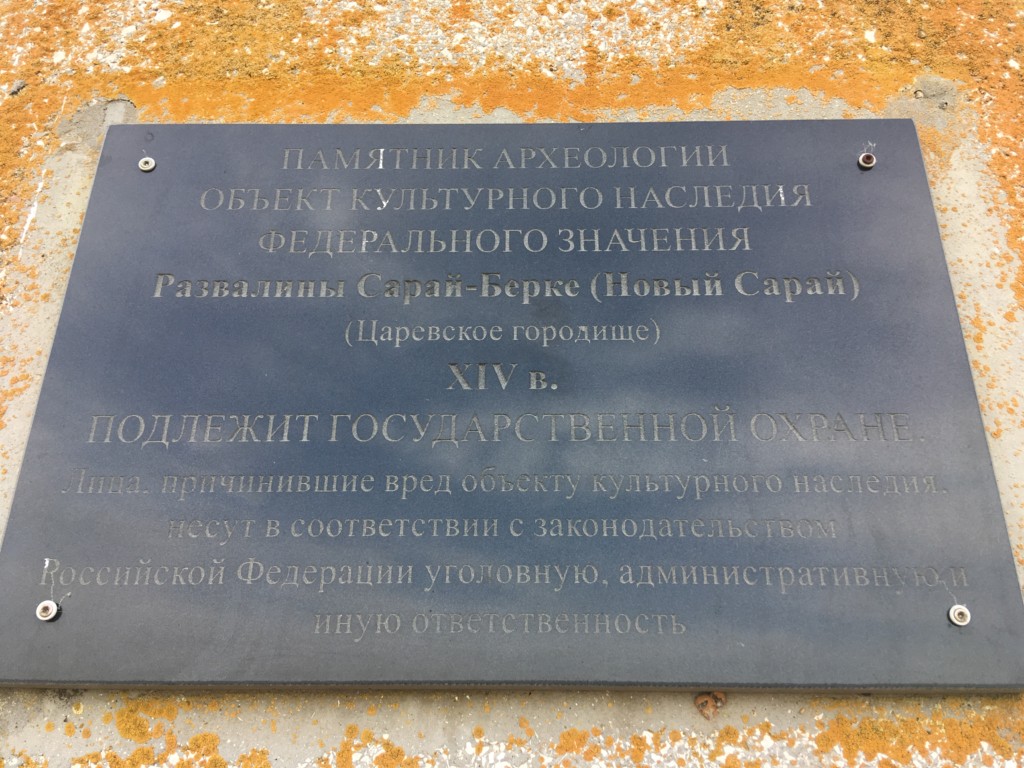 ПАМЯТНИК АРХЕОЛОГИИ
ОБЪЕКТ КУЛЬТУРНОГО НАСЛЕДИЯ
ФЕДЕРАЛЬНОГО ЗНАЧЕНИЯ
Развалины Сарай-Берке (Новый Сарай)
(Царевское городище)
XIV в.
ПОДЛЕЖИТ ГОСУДАРСТВЕННОЙ ОХРАНЕ.
Лица, причинившие вред объекту культурного наследия,
несут в соответствии с законодательством
Российской Федерации уголовную, административную и
иную ответственность